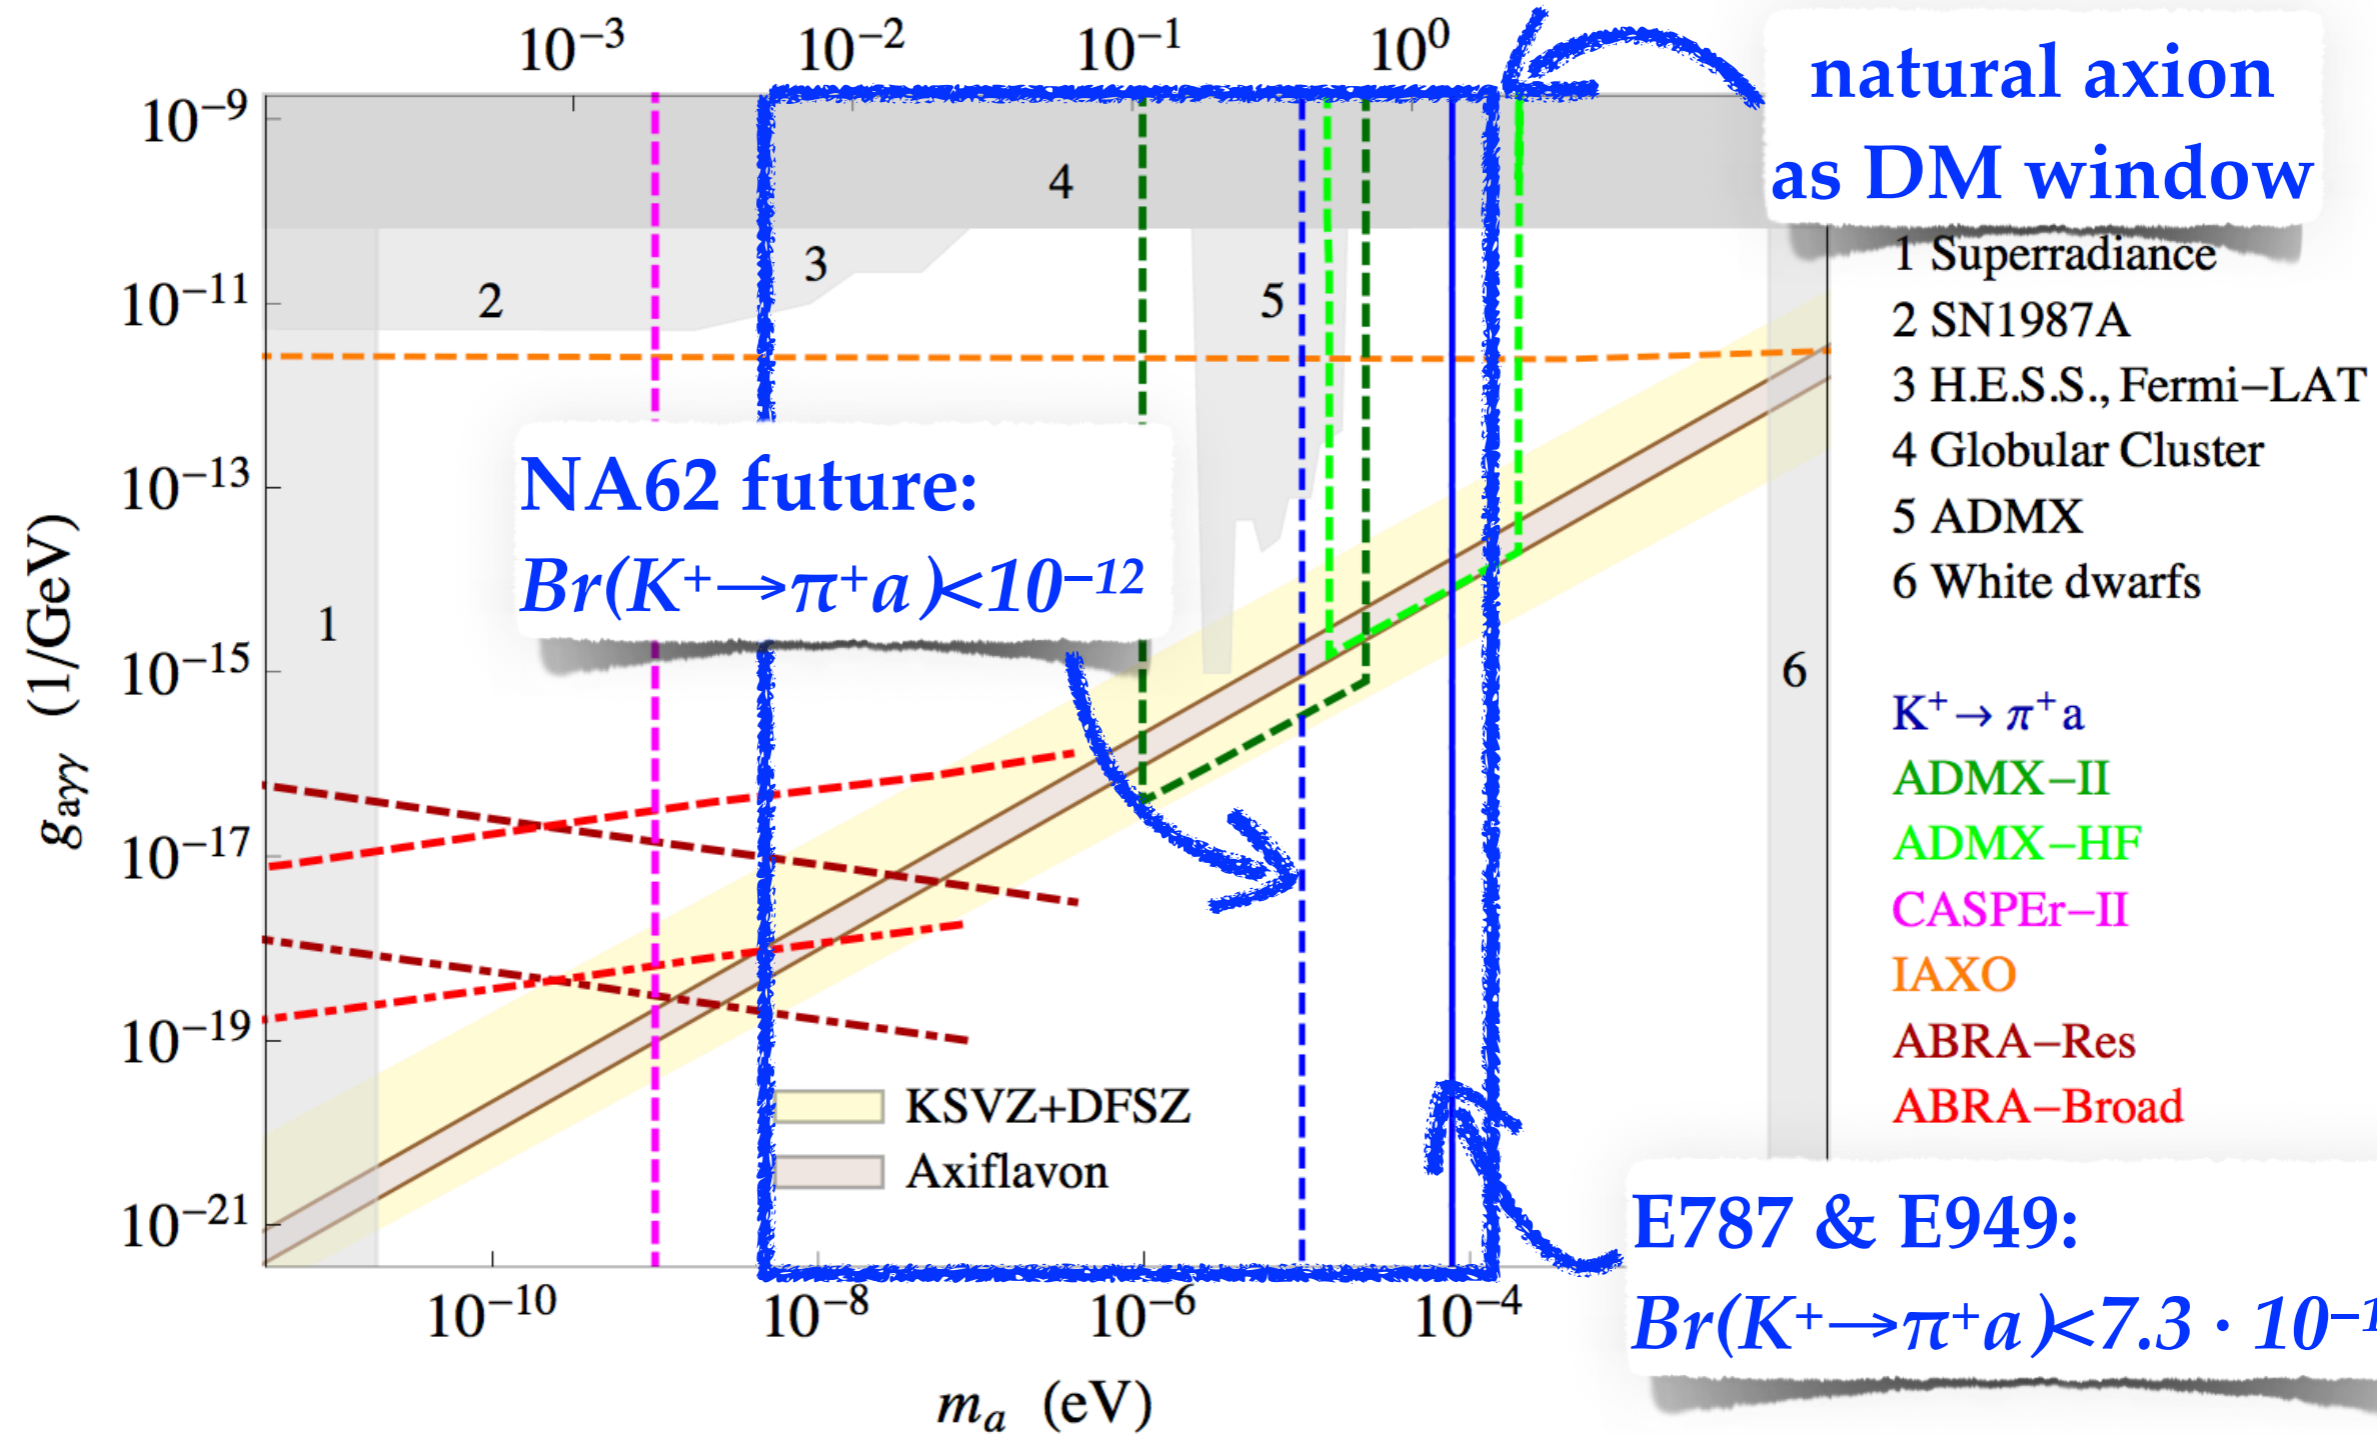 10⁻³ 10⁻² 10⁻¹ 10⁰
natural axion
as DM window
10⁻⁹
10⁻¹¹
10⁻¹³
10⁻¹⁵
10⁻¹⁷
10⁻¹⁹
10⁻²¹
gₐγγ (1/GeV)
4
3
2
5
1
6
NA62 future:
Br(K⁺→π⁺a)<10⁻¹²
1 Superradiance
2 SN1987A
3 H.E.S.S., Fermi–LAT
4 Globular Cluster
5 ADMX
6 White dwarfs
K⁺→ π⁺a
ADMX–II
ADMX–HF
CASPEr–II
IAXO
ABRA–Res
ABRA–Broad
KSVZ+DFSZ
Axiflavon
E787 & E949:
Br(K⁺→π⁺a)<7.3 ·
10⁻¹⁰ 10⁻⁸ 10⁻⁶ 10⁻⁴
mₐ (eV)